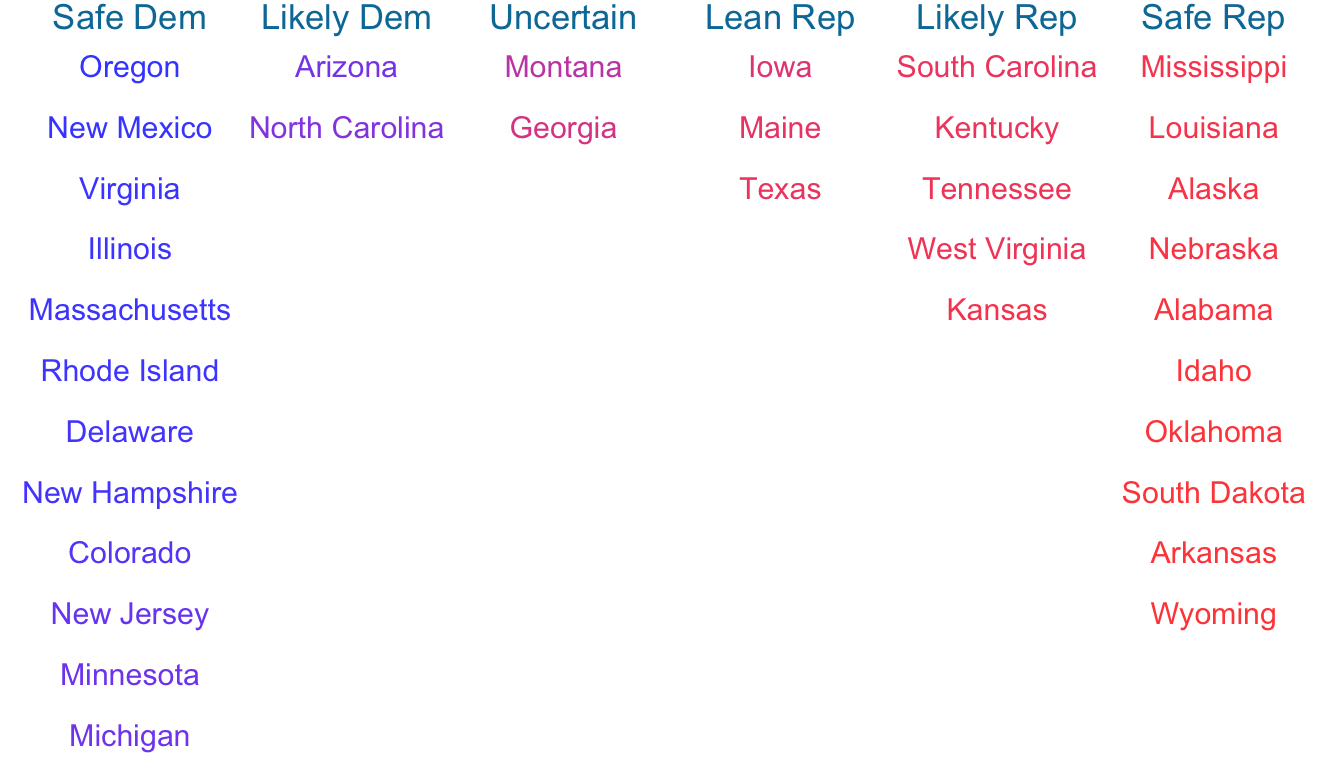 Safe Dem Likely Dem Uncertain Lean Rep Likely Rep Safe Rep
Oregon Arizona Montana Iowa South Carolina Mississippi
New Mexico North Carolina Georgia Maine Kentucky Louisiana
Virginia Texas Tennessee Alaska
Illinois West Virginia Nebraska
Massachusetts Kansas Alabama
Rhode Island Idaho
Delaware Oklahoma
New Hampshire South Dakota
Colorado Arkansas
New Jersey Wyoming
Minnesota
Michigan